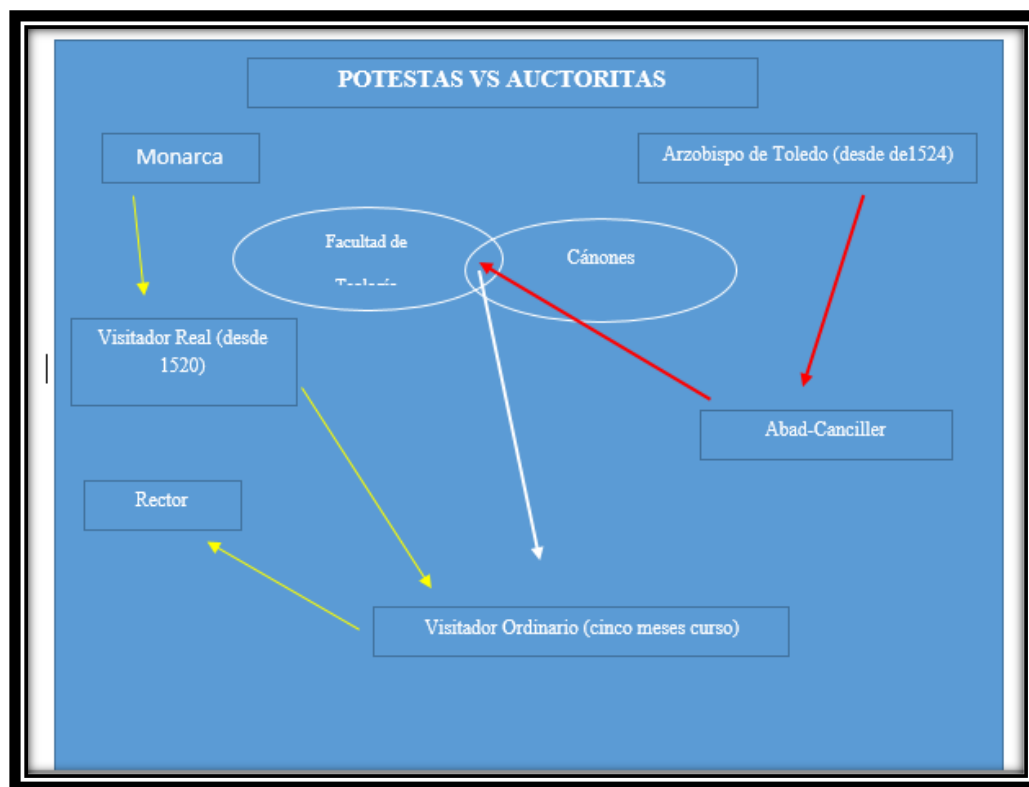 POTESTAS VS AUCTORITAS
Monarca
Arzobispo de Toledo (desde de1524)
Facultad de
Cánones
Visitador Real (desde
1520)
Abad-Canciller
Rector
Visitador Ordinario (cinco meses curso)